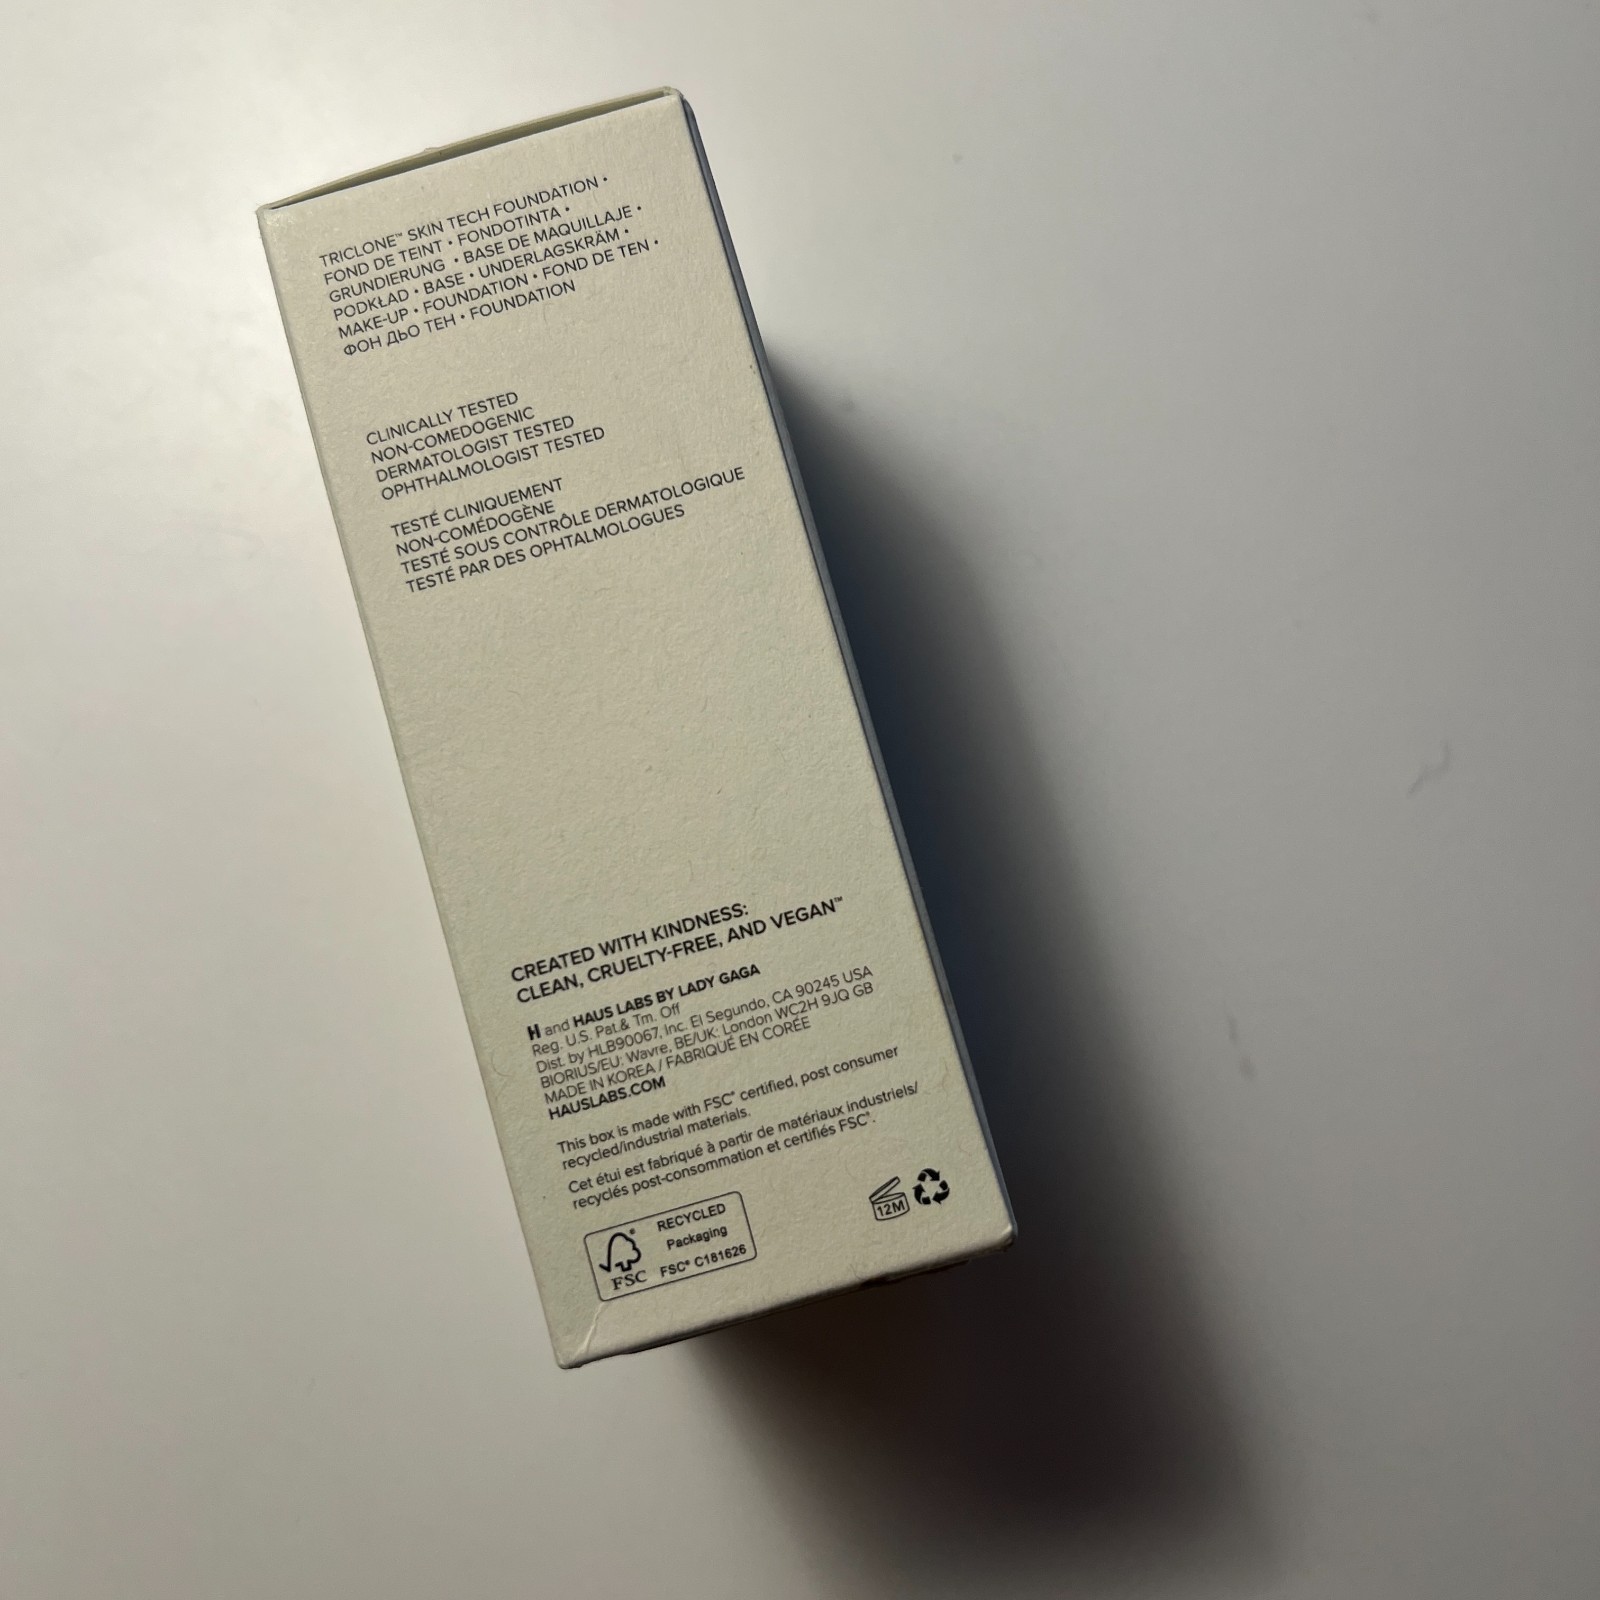 TRICLONE™ SKIN TECH FOUNDATION •
FOND DE TEINT • FONDOTINTA •
GRUNDIERUNG • BASE DE MAQUILLAJE •
PODKŁAD • BASE • UNDERLAGSKRÄM •
MAKE-UP • FOUNDATION • FOND DE TEN •
ФОН ДЬО ТЕН • FOUNDATION
CLINICALLY TESTED
NON-COMEDOGENIC
DERMATOLOGIST TESTED
OPHTHALMOLOGIST TESTED
TESTÉ CLINIQUEMENT
NON-COMÉDOGÈNE
TESTÉ SOUS CONTRÔLE DERMATOLOGIQUE
TESTÉ PAR DES OPHTALMOLOGUES
CREATED WITH KINDNESS:
CLEAN, CRUELTY-FREE, AND VEGAN™
H and HAUS LABS BY LADY GAGA
Reg. U.S. Pat.& Tm. Off
Dist. by HLB90067, Inc. El Segundo, CA 90245 USA
BIORIUS/EU: Wavre, BE/UK: London WC2H 9JQ GB
MADE IN KOREA / FABRIQUÉ EN CORÉE
HAUSLABS.COM
This box is made with FSC® certified, post consumer
recycled/industrial materials.
Cet étui est fabriqué à partir de matériaux industriels/
recyclés post-consommation et certifiés FSC®.
FSC®
RECYCLED
Packaging
FSC® C181626
12M